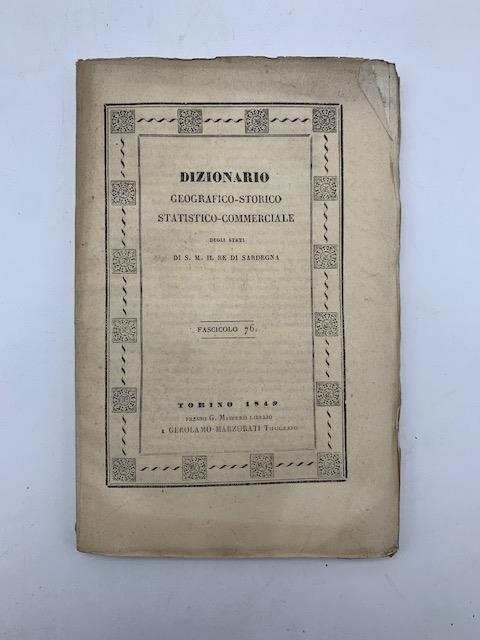 DIZIONARIO
GEOGRAFICO-STORICO
STATISTICO-COMMERCIALE
DEGLI STATI
DI S. M. IL RE DI SARDEGNA
FASCICOLO 76.
TORINO 1849
PRESSO G. MASPERO LIBRAIO
E GEROLAMO MARZORATI TIPOGRAFO